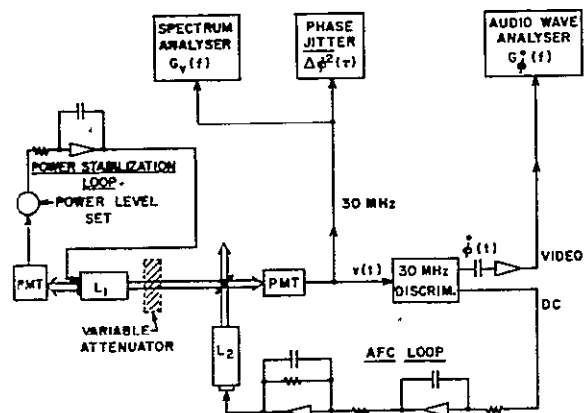 SPECTRUM
ANALYSER
G_v(f)
PHASE
JITTER
Δϕ²(τ)
AUDIO WAVE
ANALYSER
G_ϕ̇(f)
POWER STABILIZATION
LOOP
POWER LEVEL
SET
30 MHz
ϕ̇(t)
VIDEO
PMT
L₁
PMT
v(t)
30 MHz
DISCRIM.
DC
VARIABLE
ATTENUATOR
L₂
AFC LOOP